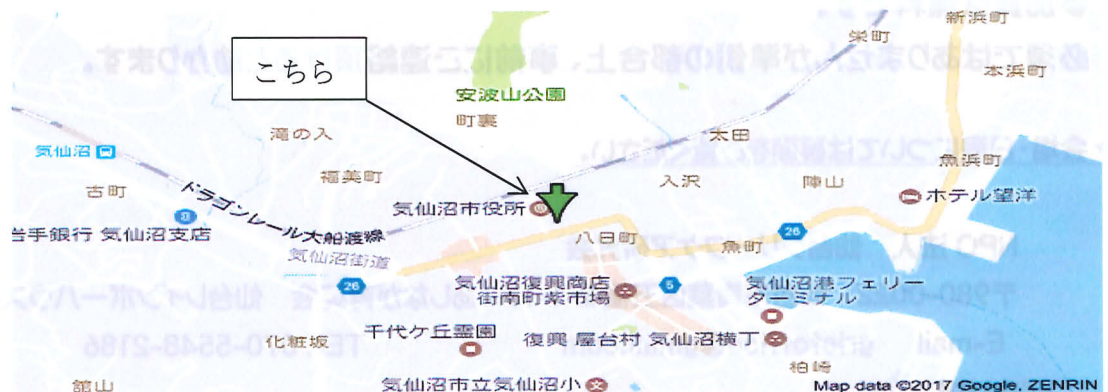 新浜町
栄町
こちら
本浜町
安波山公園
町裏
滝の入
太田
気仙沼
魚浜町
福美町
入沢
陣山
古町
ホテル望洋
ドラゴンレール大船渡線
気仙沼市役所
岩手銀行 気仙沼支店
八日町
魚町
26
気仙沼街道
26
気仙沼復興商店
街南町紫市場
5
気仙沼港フェリー
ターミナル
千代ケ丘霊園
化粧坂
復興 屋台村 気仙沼横丁
柏崎
舘山
気仙沼市立気仙沼小
Map data ©2017 Google, ZENRIN